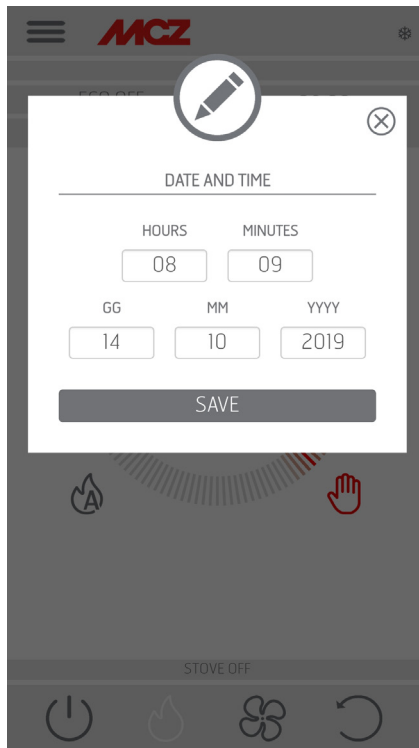 MCZ
DATE AND TIME
HOURS MINUTES
08 09
GG MM YYYY
14 10 2019
SAVE
A
STOVE OFF